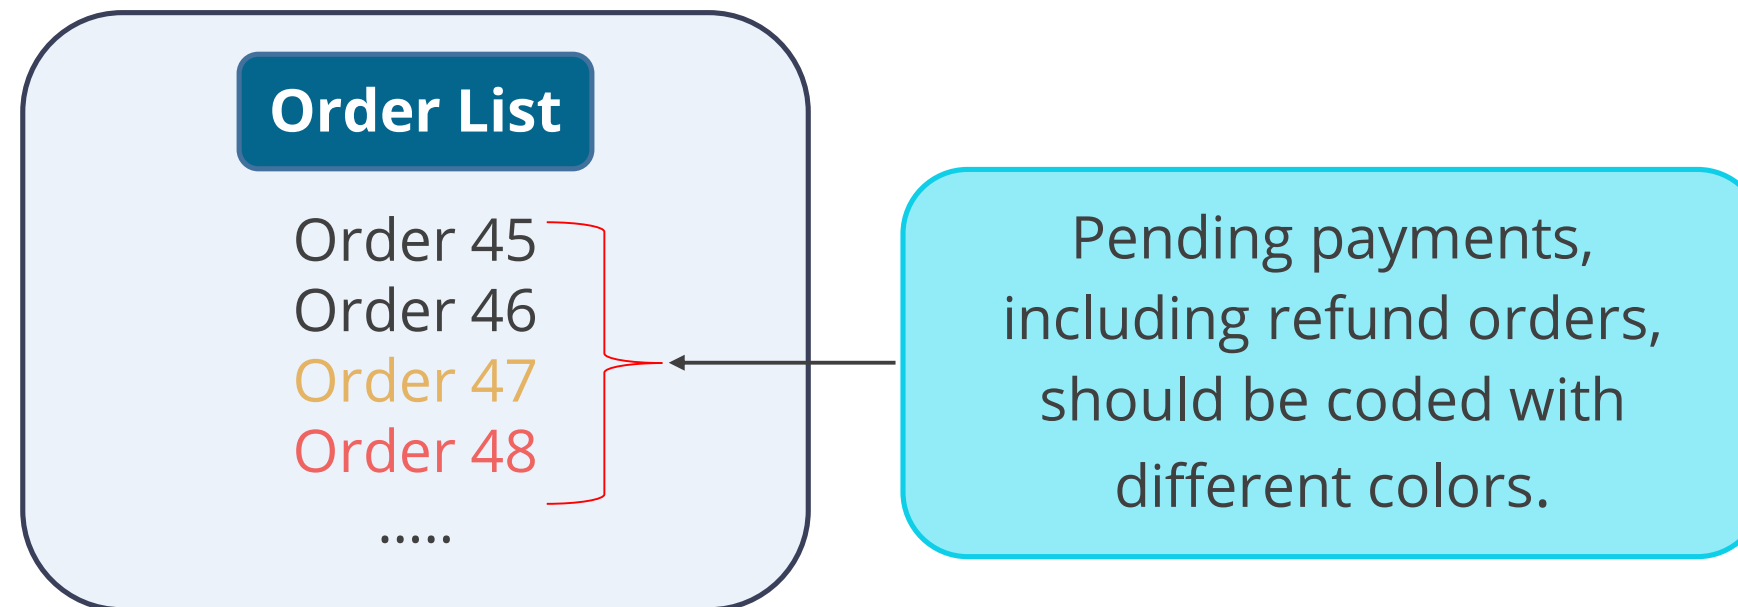 Order List
Order 45
Order 46
Order 47
Order 48
.....
Pending payments,
including refund orders,
should be coded with
different colors.